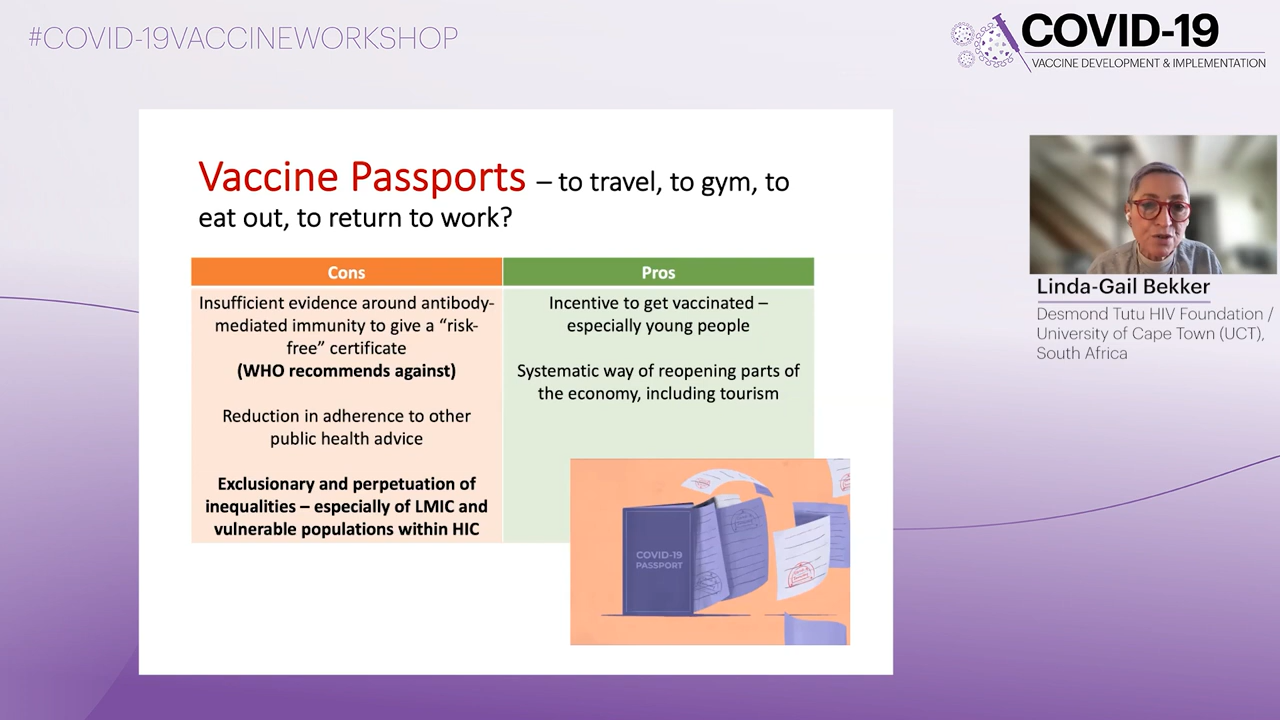 #COVID-19VACCINEWORKSHOP
COVID-19
VACCINE DEVELOPMENT & IMPLEMENTATION
Vaccine Passports – to travel, to gym, to
eat out, to return to work?
Cons
Insufficient evidence around antibody-
mediated immunity to give a “risk-
free” certificate
(WHO recommends against)
Reduction in adherence to other
public health advice
Exclusionary and perpetuation of
inequalities – especially of LMIC and
vulnerable populations within HIC
Pros
Incentive to get vaccinated –
especially young people
Systematic way of reopening parts of
the economy, including tourism
COVID-19
PASSPORT
Linda-Gail Bekker
Desmond Tutu HIV Foundation /
University of Cape Town (UCT),
South Africa